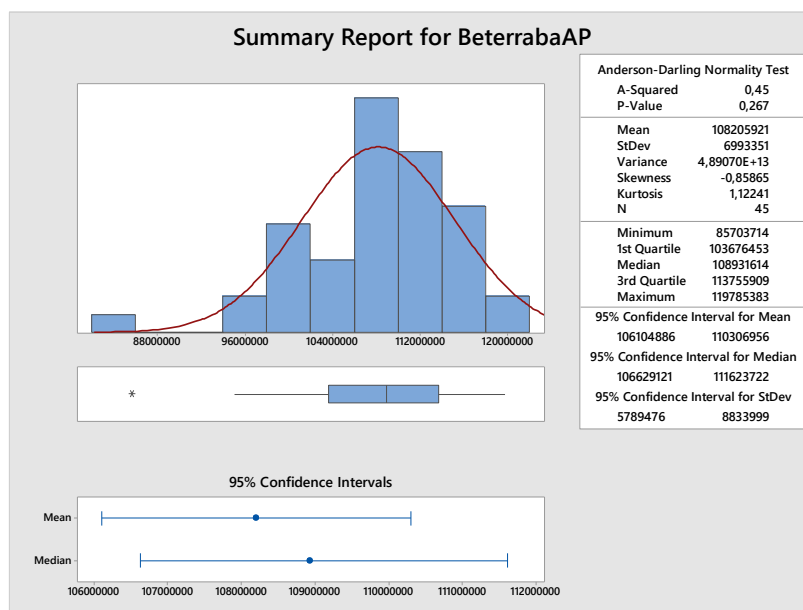 Summary Report for BeterrabaAP
88000000 96000000 104000000 112000000 120000000
*
95% Confidence Intervals
Mean
Median
106000000 107000000 108000000 109000000 110000000 111000000 112000000
Anderson-Darling Normality Test
A-Squared 0,45
P-Value 0,267
Mean 108205921
StDev 6993351
Variance 4,89070E+13
Skewness -0,85865
Kurtosis 1,12241
N 45
Minimum 85703714
1st Quartile 103676453
Median 108931614
3rd Quartile 113755909
Maximum 119785383
95% Confidence Interval for Mean
106104886 110306956
95% Confidence Interval for Median
106629121 111623722
95% Confidence Interval for StDev
5789476 8833999